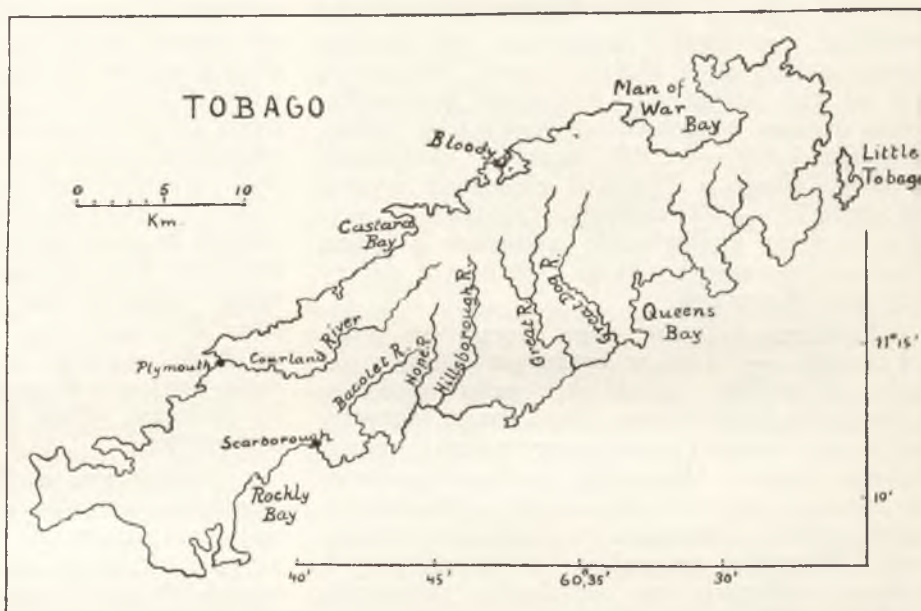 TOBAGO
0 5 10
Km.
Man of
War
Bay
Bloody
Little
Tobago
Castara
Bay
Plymouth
Courland River
Bacolet R.
Hope R.
Hillsborough R.
Great R.
Great Dog R.
Queens
Bay
Scarborough
Rockly
Bay
11°15'
10'
40' 45' 60°35' 30'